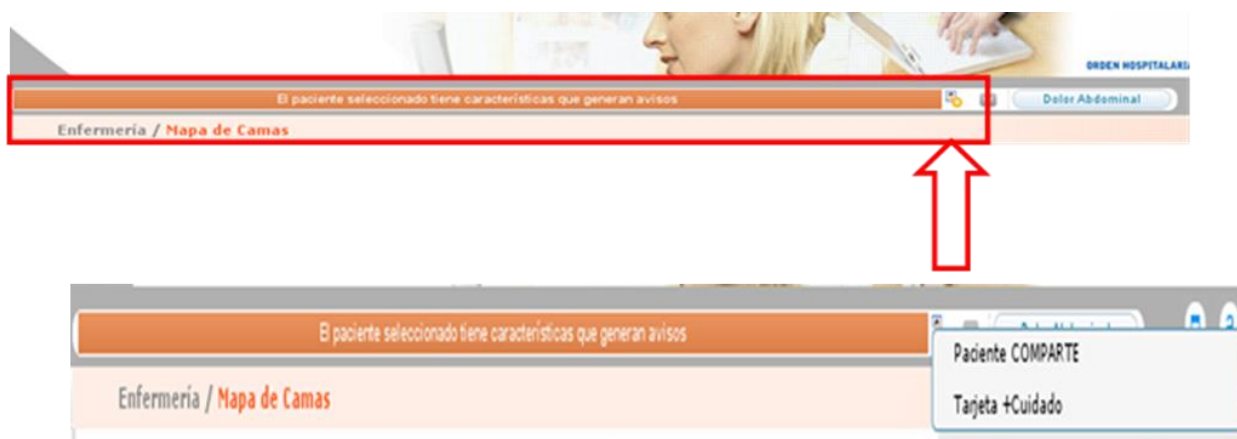 ORDEN HOSPITALARIA
El paciente seleccionado tiene características que generan avisos
Dolor Abdominal
Enfermería / Mapa de Camas
El paciente seleccionado tiene características que generan avisos
Enfermería / Mapa de Camas
Paciente COMPARTE
Tarjeta +Cuidado